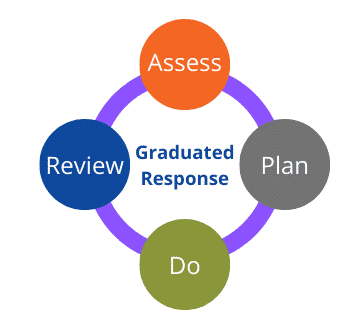 Assess
Review
Graduated
Response
Plan
Do